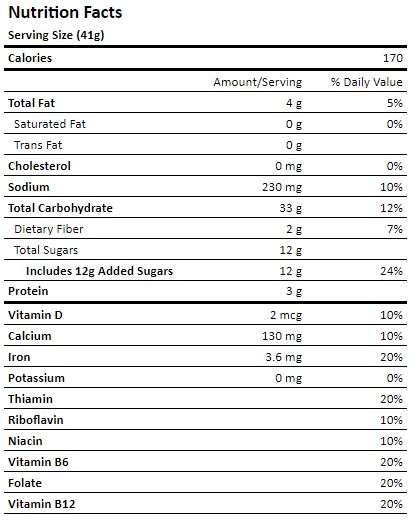 Nutrition Facts
Serving Size (41g)
Calories 170
Amount/Serving % Daily Value
Total Fat 4 g 5%
Saturated Fat 0 g 0%
Trans Fat 0 g
Cholesterol 0 mg 0%
Sodium 230 mg 10%
Total Carbohydrate 33 g 12%
Dietary Fiber 2 g 7%
Total Sugars 12 g
Includes 12g Added Sugars 12 g 24%
Protein 3 g
Vitamin D 2 mcg 10%
Calcium 130 mg 10%
Iron 3.6 mg 20%
Potassium 0 mg 0%
Thiamin 20%
Riboflavin 10%
Niacin 10%
Vitamin B6 20%
Folate 20%
Vitamin B12 20%